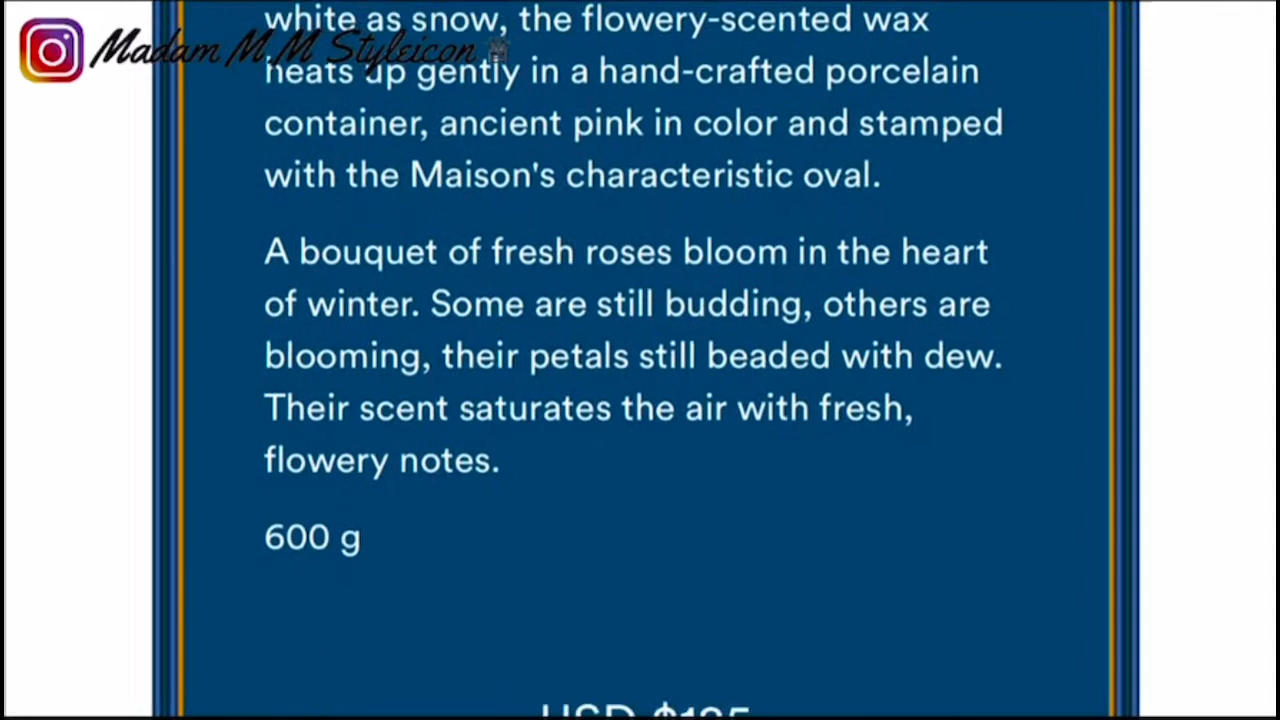 white as snow, the flowery-scented wax
Madam M.M Styleicon
heats up gently in a hand-crafted porcelain
container, ancient pink in color and stamped
with the Maison's characteristic oval.
A bouquet of fresh roses bloom in the heart
of winter. Some are still budding, others are
blooming, their petals still beaded with dew.
Their scent saturates the air with fresh,
flowery notes.
600 g
USD